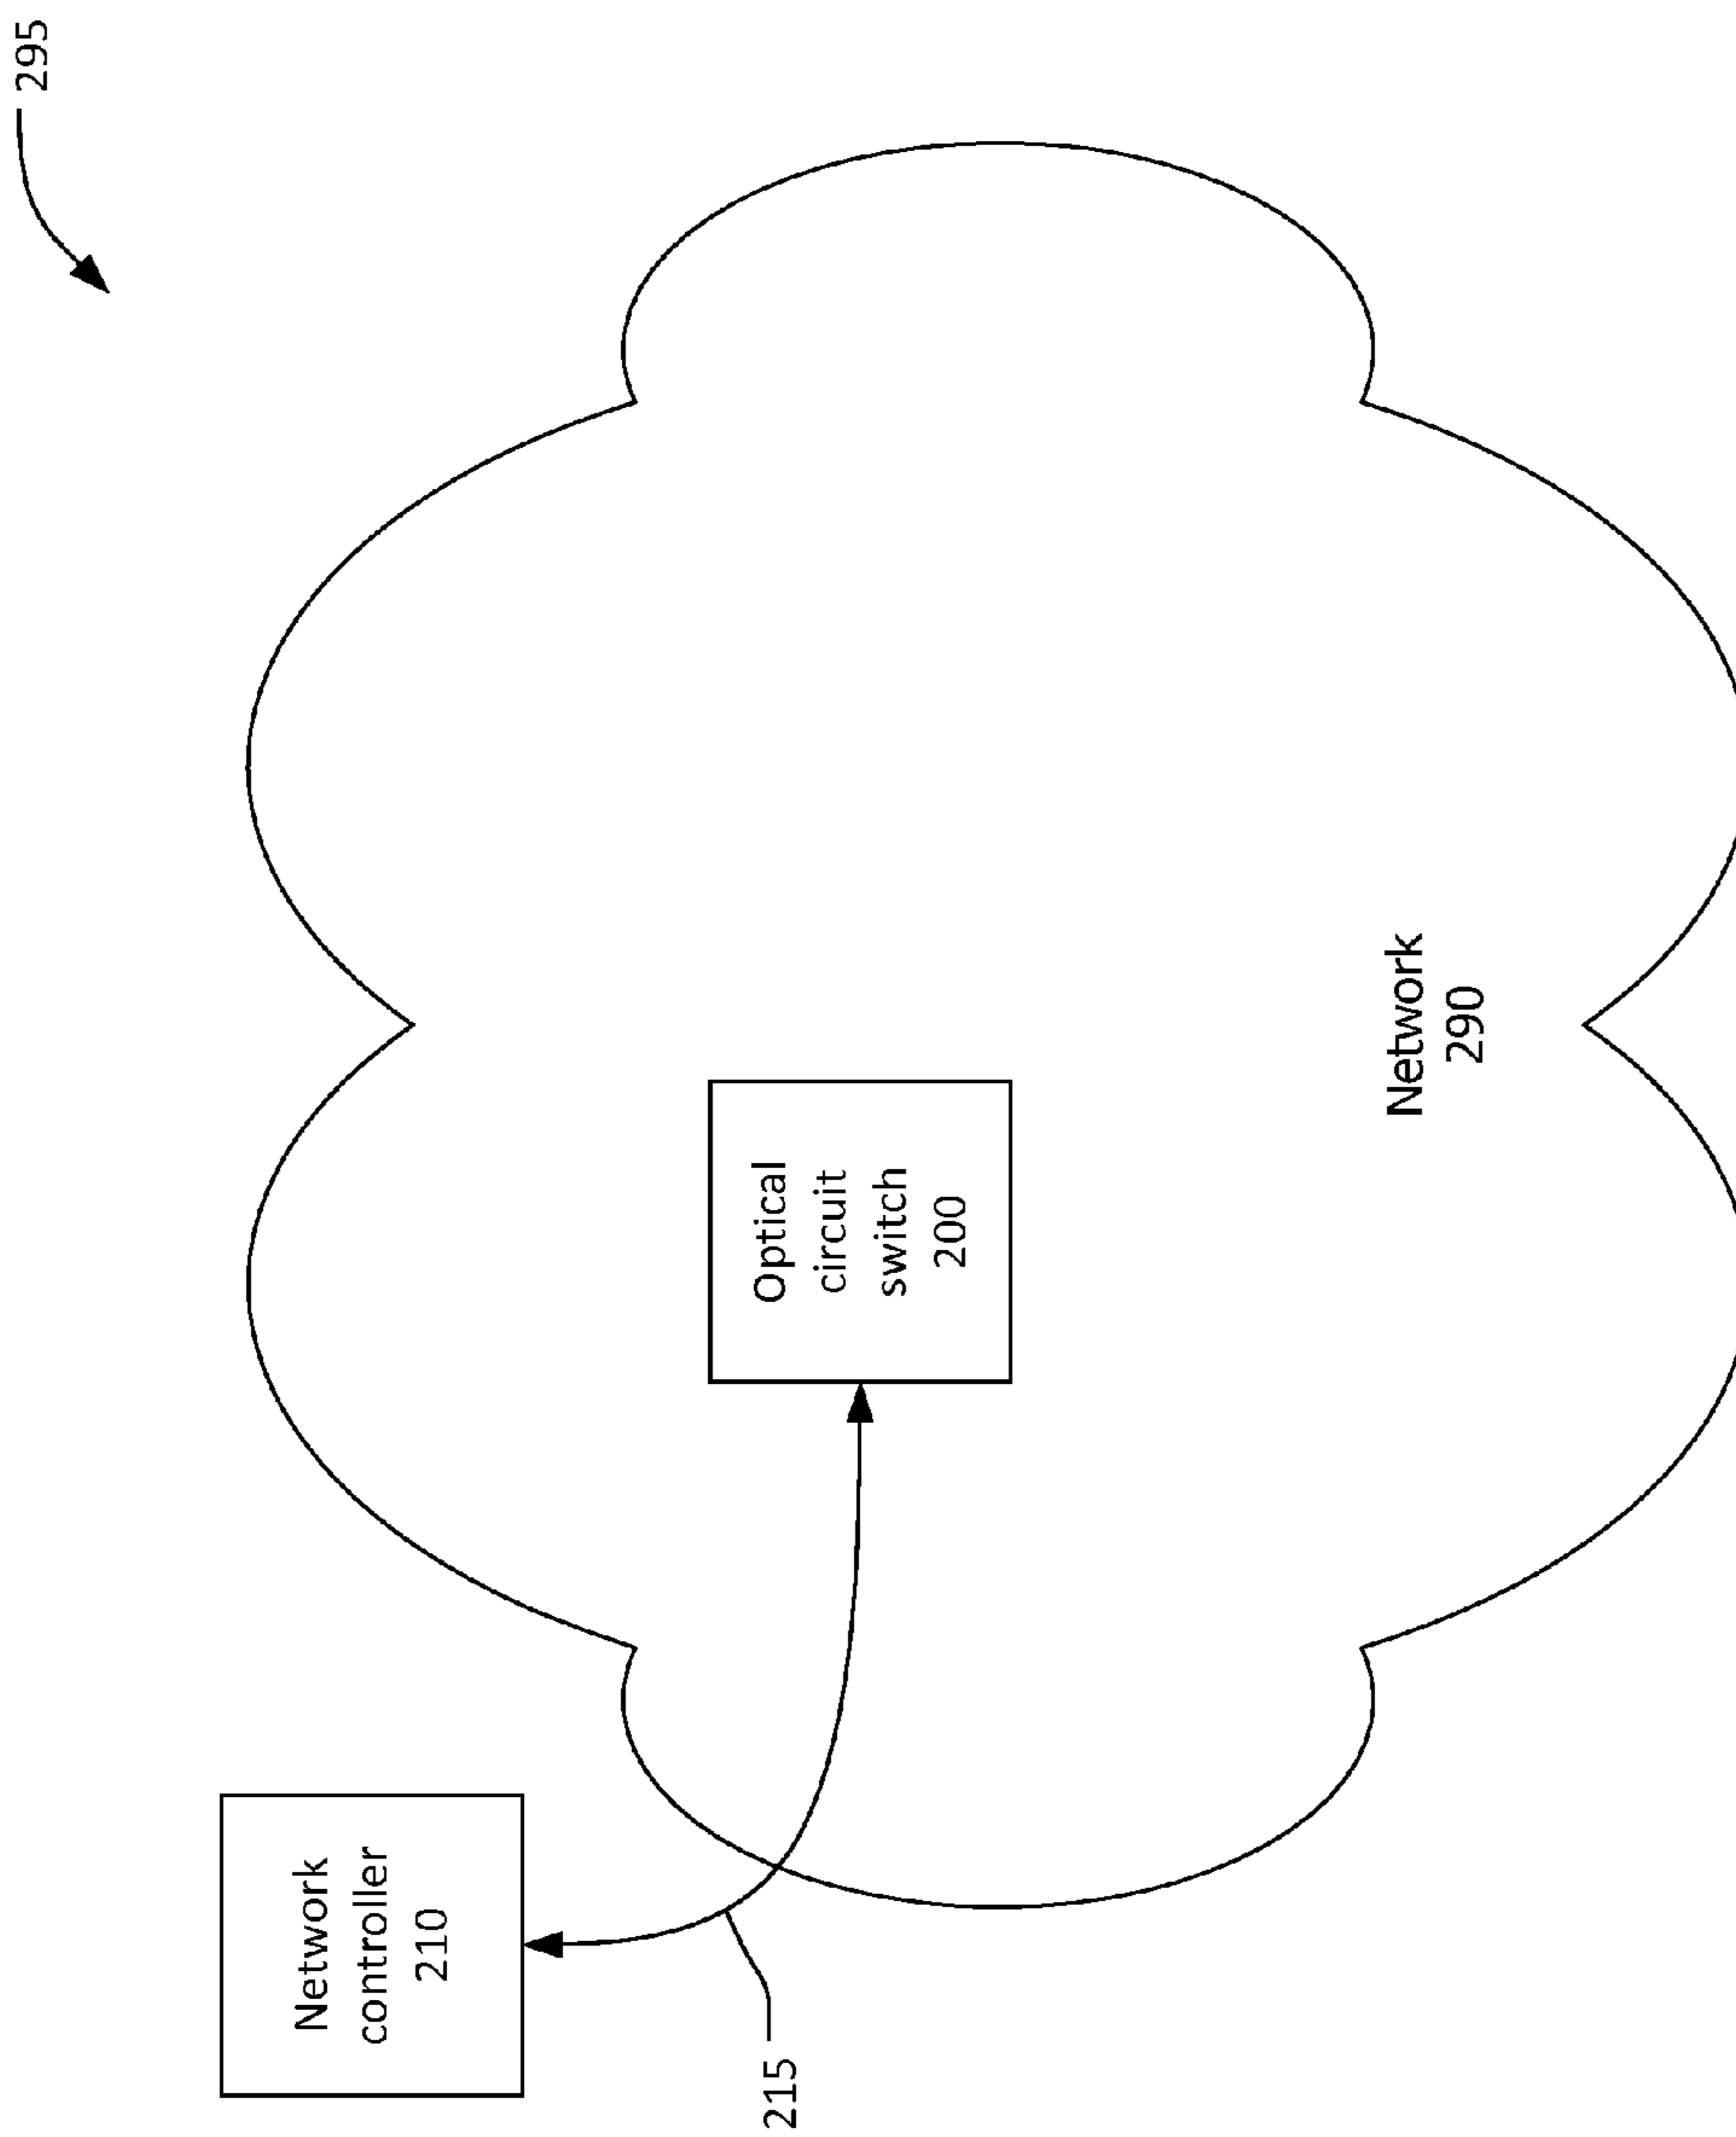 295
Network
controller
210
215
Optical
circuit
switch
200
Network
290